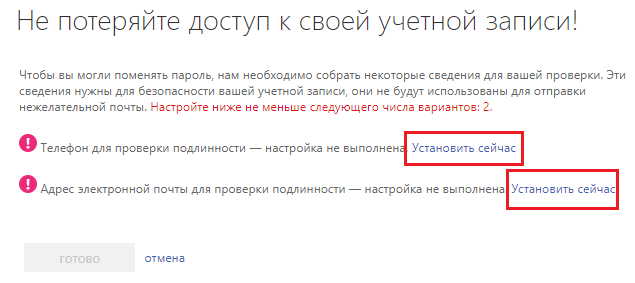 Не потеряйте доступ к своей учетной записи!
Чтобы вы могли поменять пароль, нам необходимо собрать некоторые сведения для вашей проверки. Эти
сведения нужны для безопасности вашей учетной записи, они не будут использованы для отправки
нежелательной почты. Настройте ниже не меньше следующего числа вариантов: 2.
Телефон для проверки подлинности — настройка не выполнена. Установить сейчас
Адрес электронной почты для проверки подлинности — настройка не выполнена. Установить сейчас
готово отмена